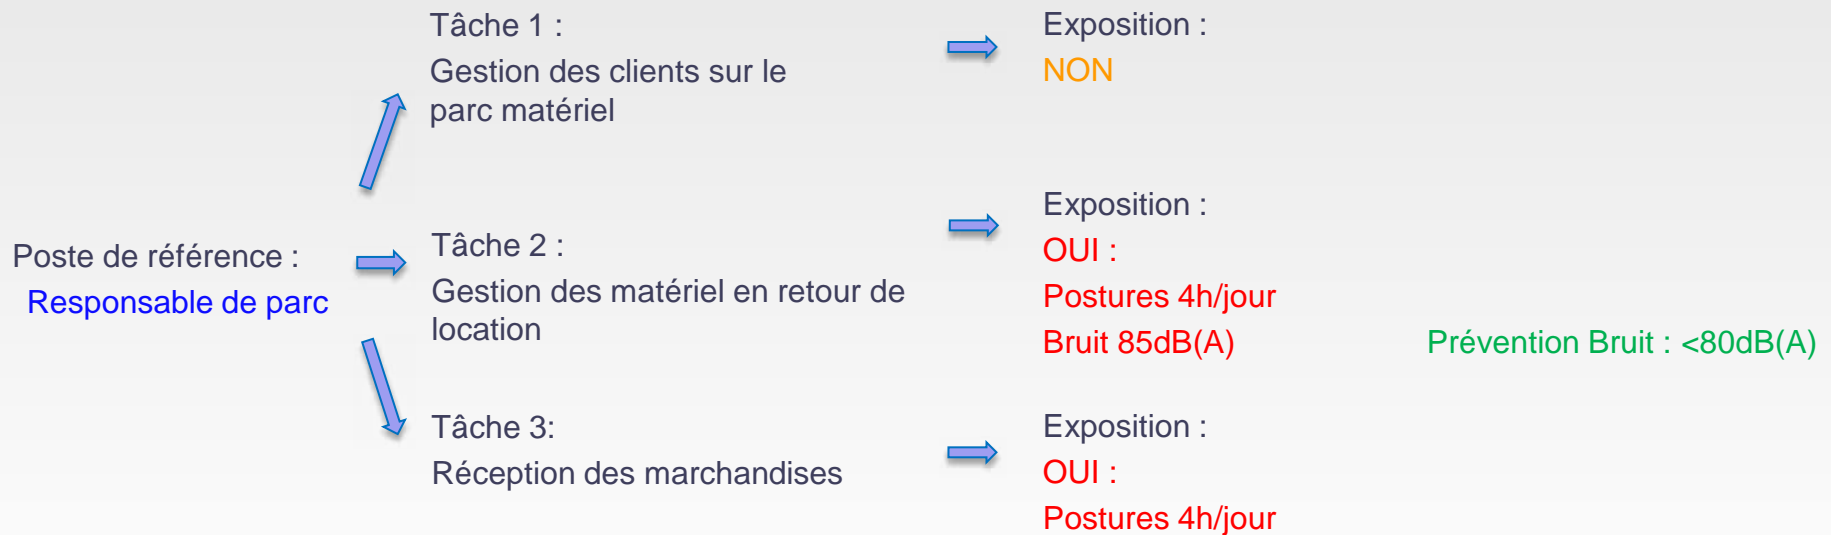 Poste de référence :
Responsable de parc
Tâche 1 :
Gestion des clients sur le
parc matériel
Exposition :
NON
Tâche 2 :
Gestion des matériel en retour de
location
Exposition :
OUI :
Postures 4h/jour
Bruit 85dB(A)
Prévention Bruit : <80dB(A)
Tâche 3:
Réception des marchandises
Exposition :
OUI :
Postures 4h/jour